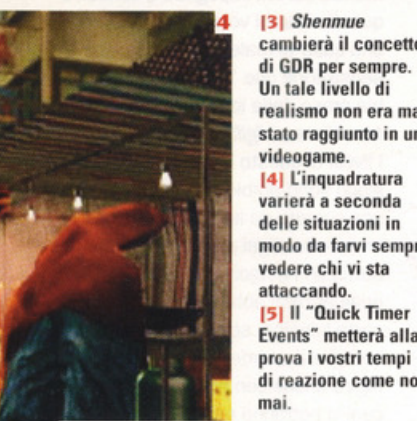 4
[3] Shenmue
cambierà il concetto
di GDR per sempre.
Un tale livello di
realismo non era ma
stato raggiunto in un
videogame.
[4] L'inquadratura
varierà a seconda
delle situazioni in
modo da farvi sempr
vedere chi vi sta
attaccando.
[5] Il "Quick Timer
Events" metterà alla
prova i vostri tempi
di reazione come no
mai.